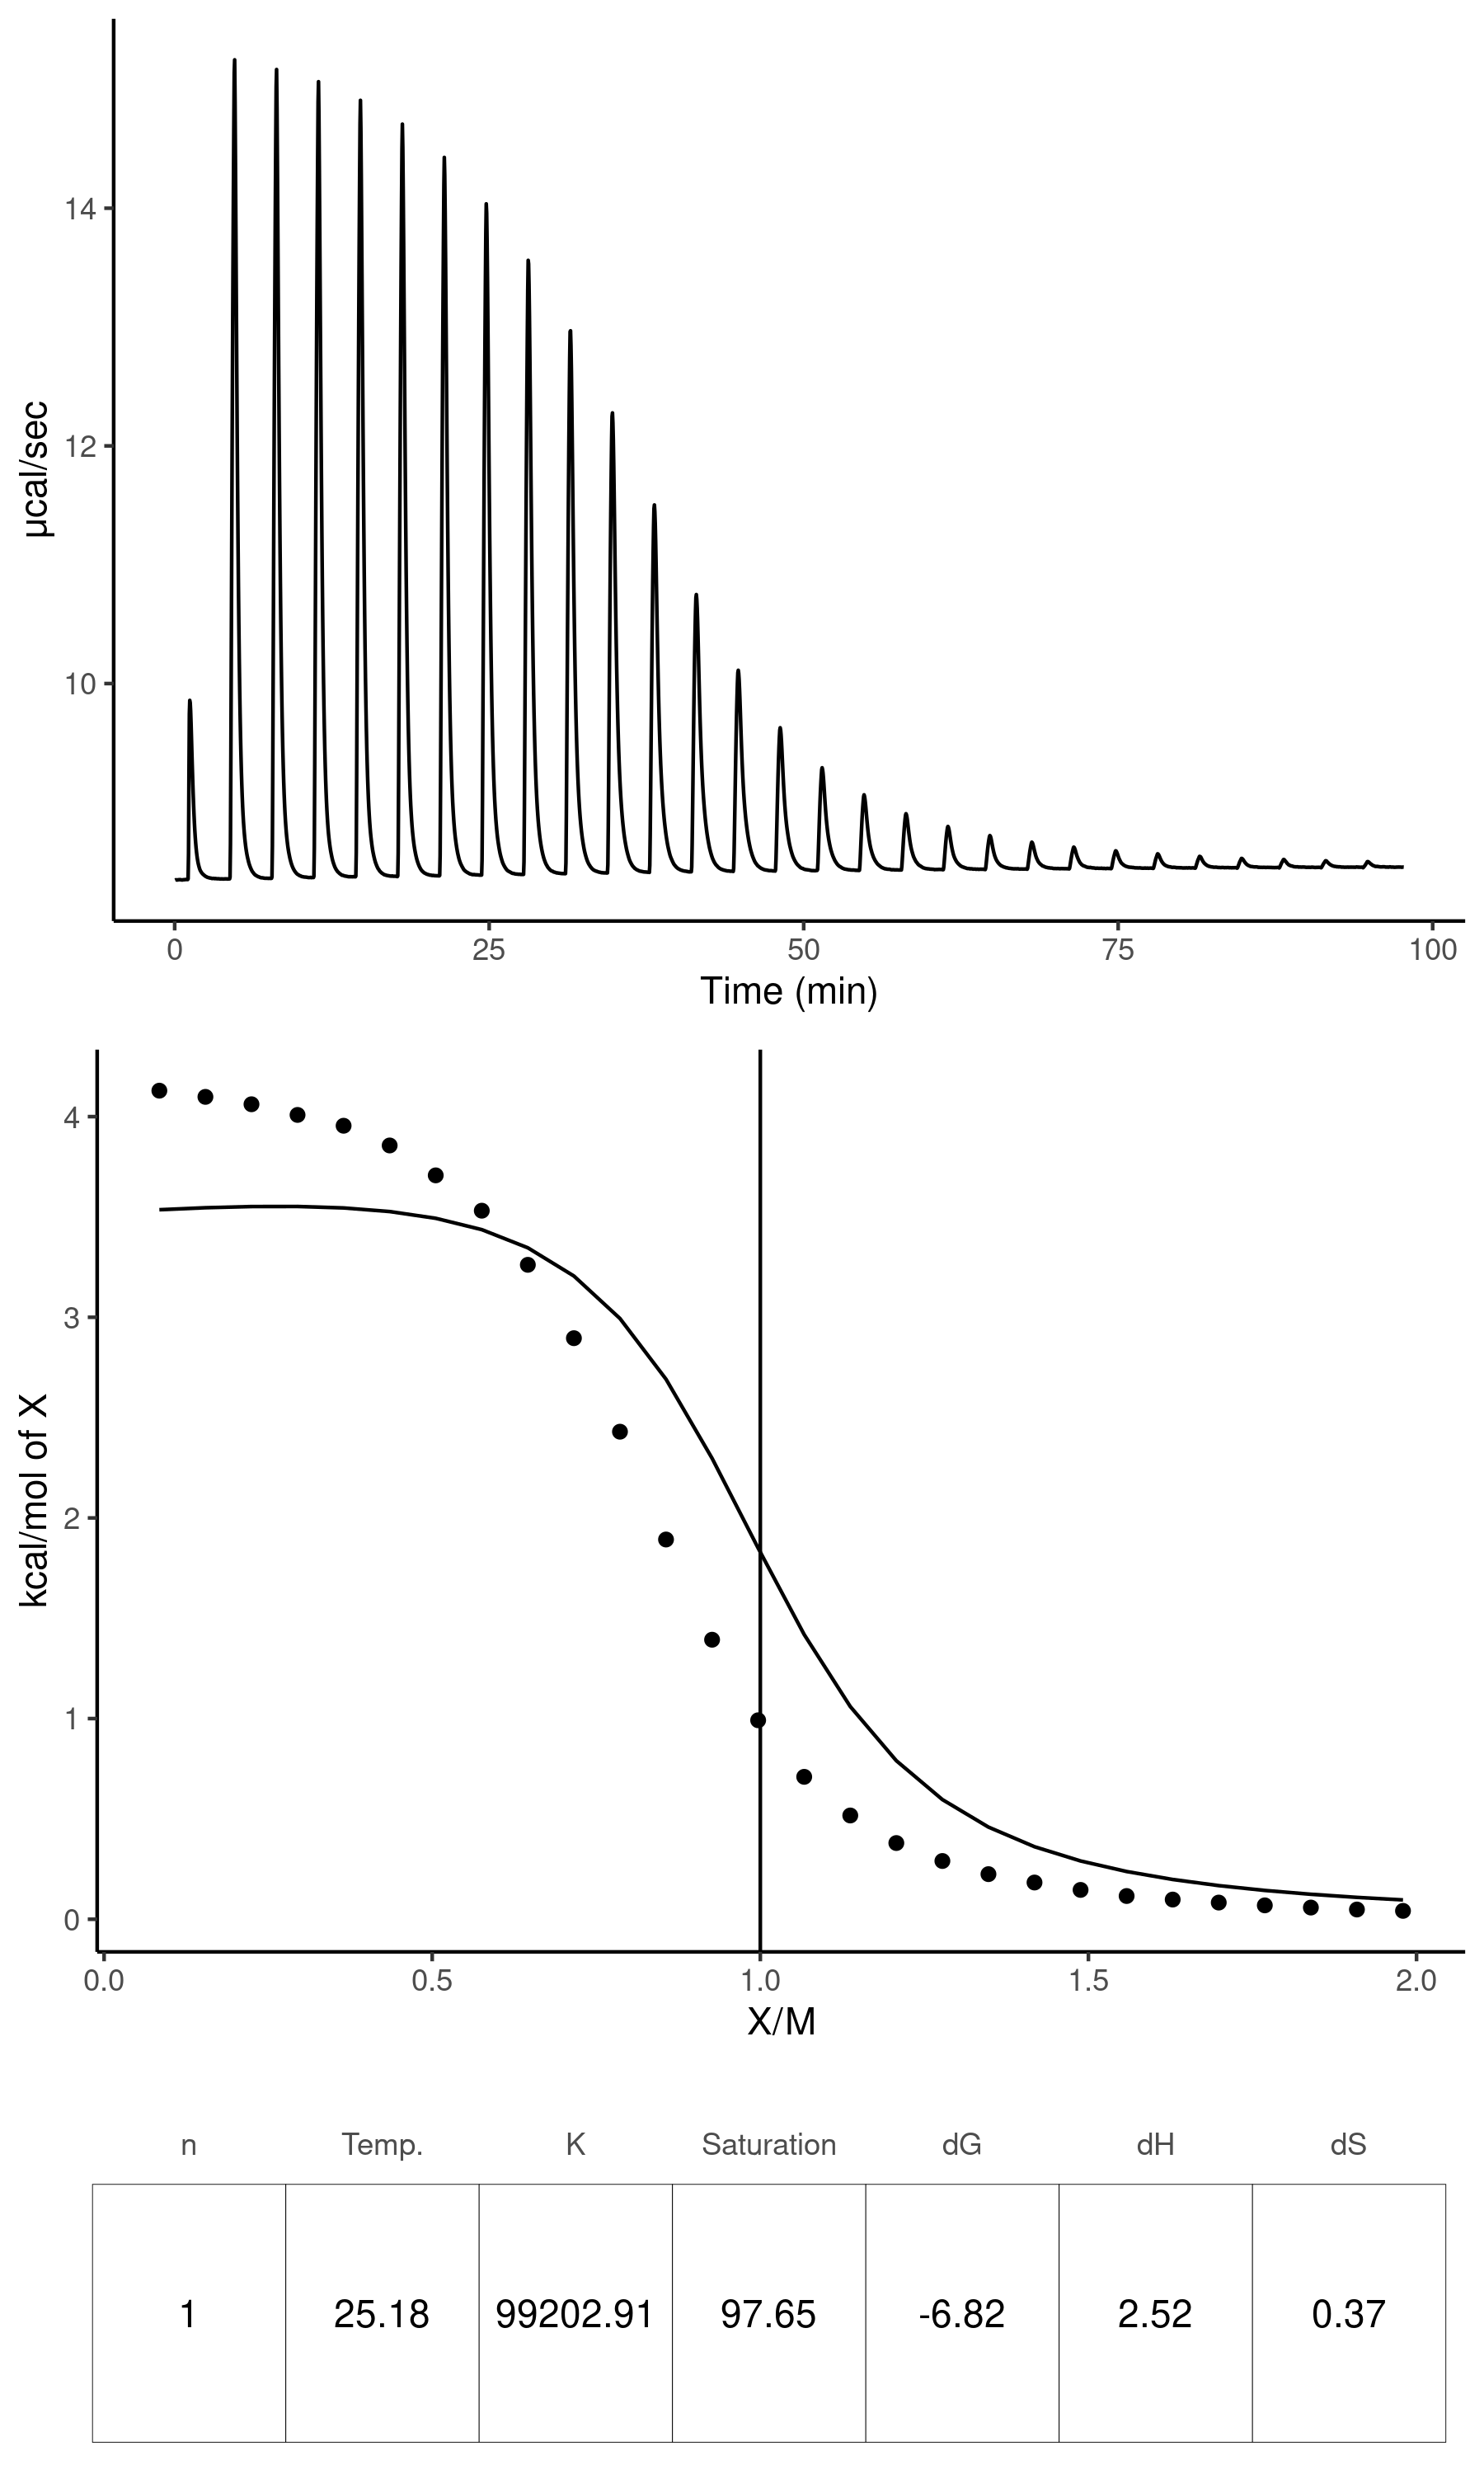 µcal/sec
14
12
10
0 25 50 75 100
Time (min)
kcal/mol of X
4
3
2
1
0
0.0 0.5 1.0 1.5 2.0
X/M
n Temp. K Saturation dG dH dS
1 25.18 99202.91 97.65 -6.82 2.52 0.37